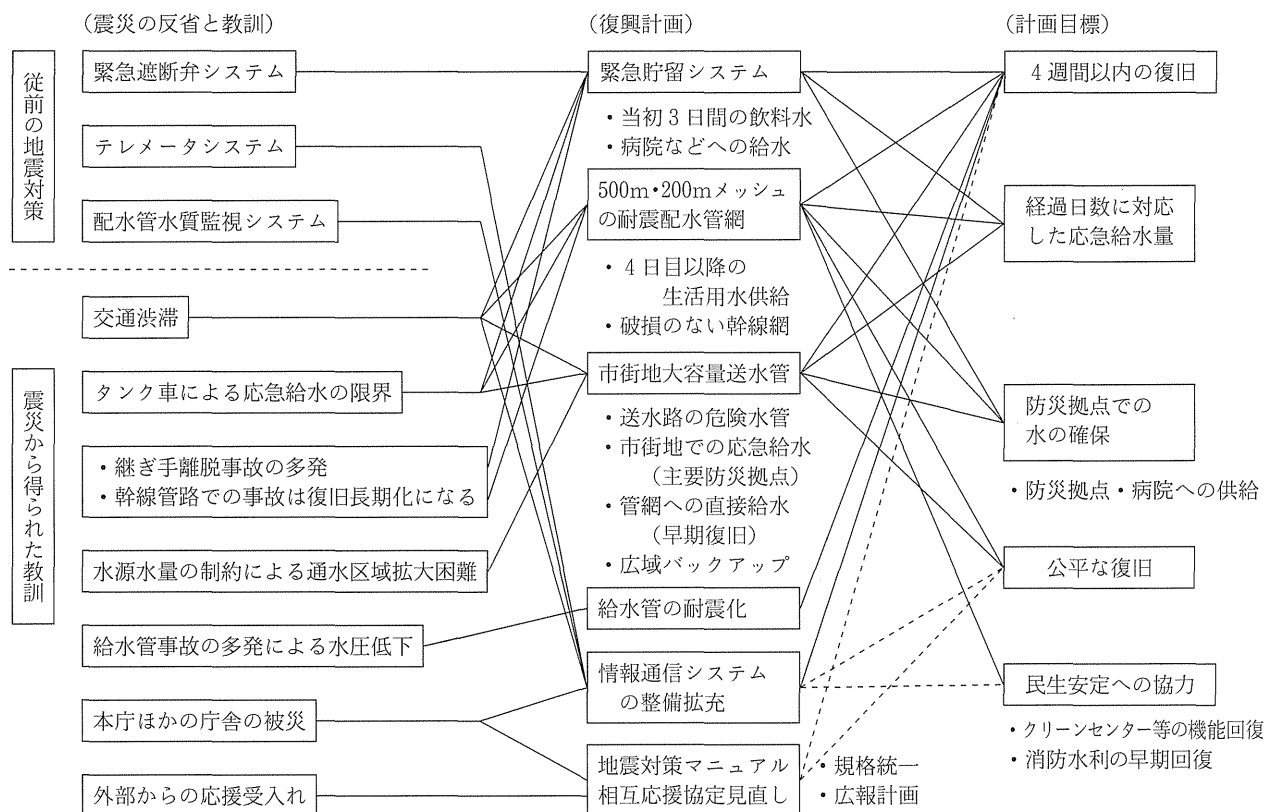 (震災の反省と教訓)
(復興計画)
(計画目標)
従前の地震対策
緊急遮断弁システム
テレメータシステム
配水管水質監視システム
震災から得られた教訓
交通渋滞
タンク車による応急給水の限界
・継ぎ手離脱事故の多発
・幹線管路での事故は復旧長期化になる
水源水量の制約による通水区域拡大困難
給水管事故の多発による水圧低下
本庁ほかの庁舎の被災
外部からの応援受入れ
緊急貯留システム
・当初3日間の飲料水
・病院などへの給水
500m・200mメッシュ
の耐震配水管網
・4日目以降の
生活用水供給
・破損のない幹線網
市街地大容量送水管
・送水路の危険水管
・市街地での応急給水
(主要防災拠点)
・管網への直接給水
(早期復旧)
・広域バックアップ
給水管の耐震化
情報通信システム
の整備拡充
地震対策マニュアル
相互応援協定見直し
・規格統一
・広報計画
4週間以内の復旧
経過日数に対応
した応急給水量
防災拠点での
水の確保
・防災拠点・病院への供給
公平な復旧
民生安定への協力
・クリーンセンター等の機能回復
・消防水利の早期回復